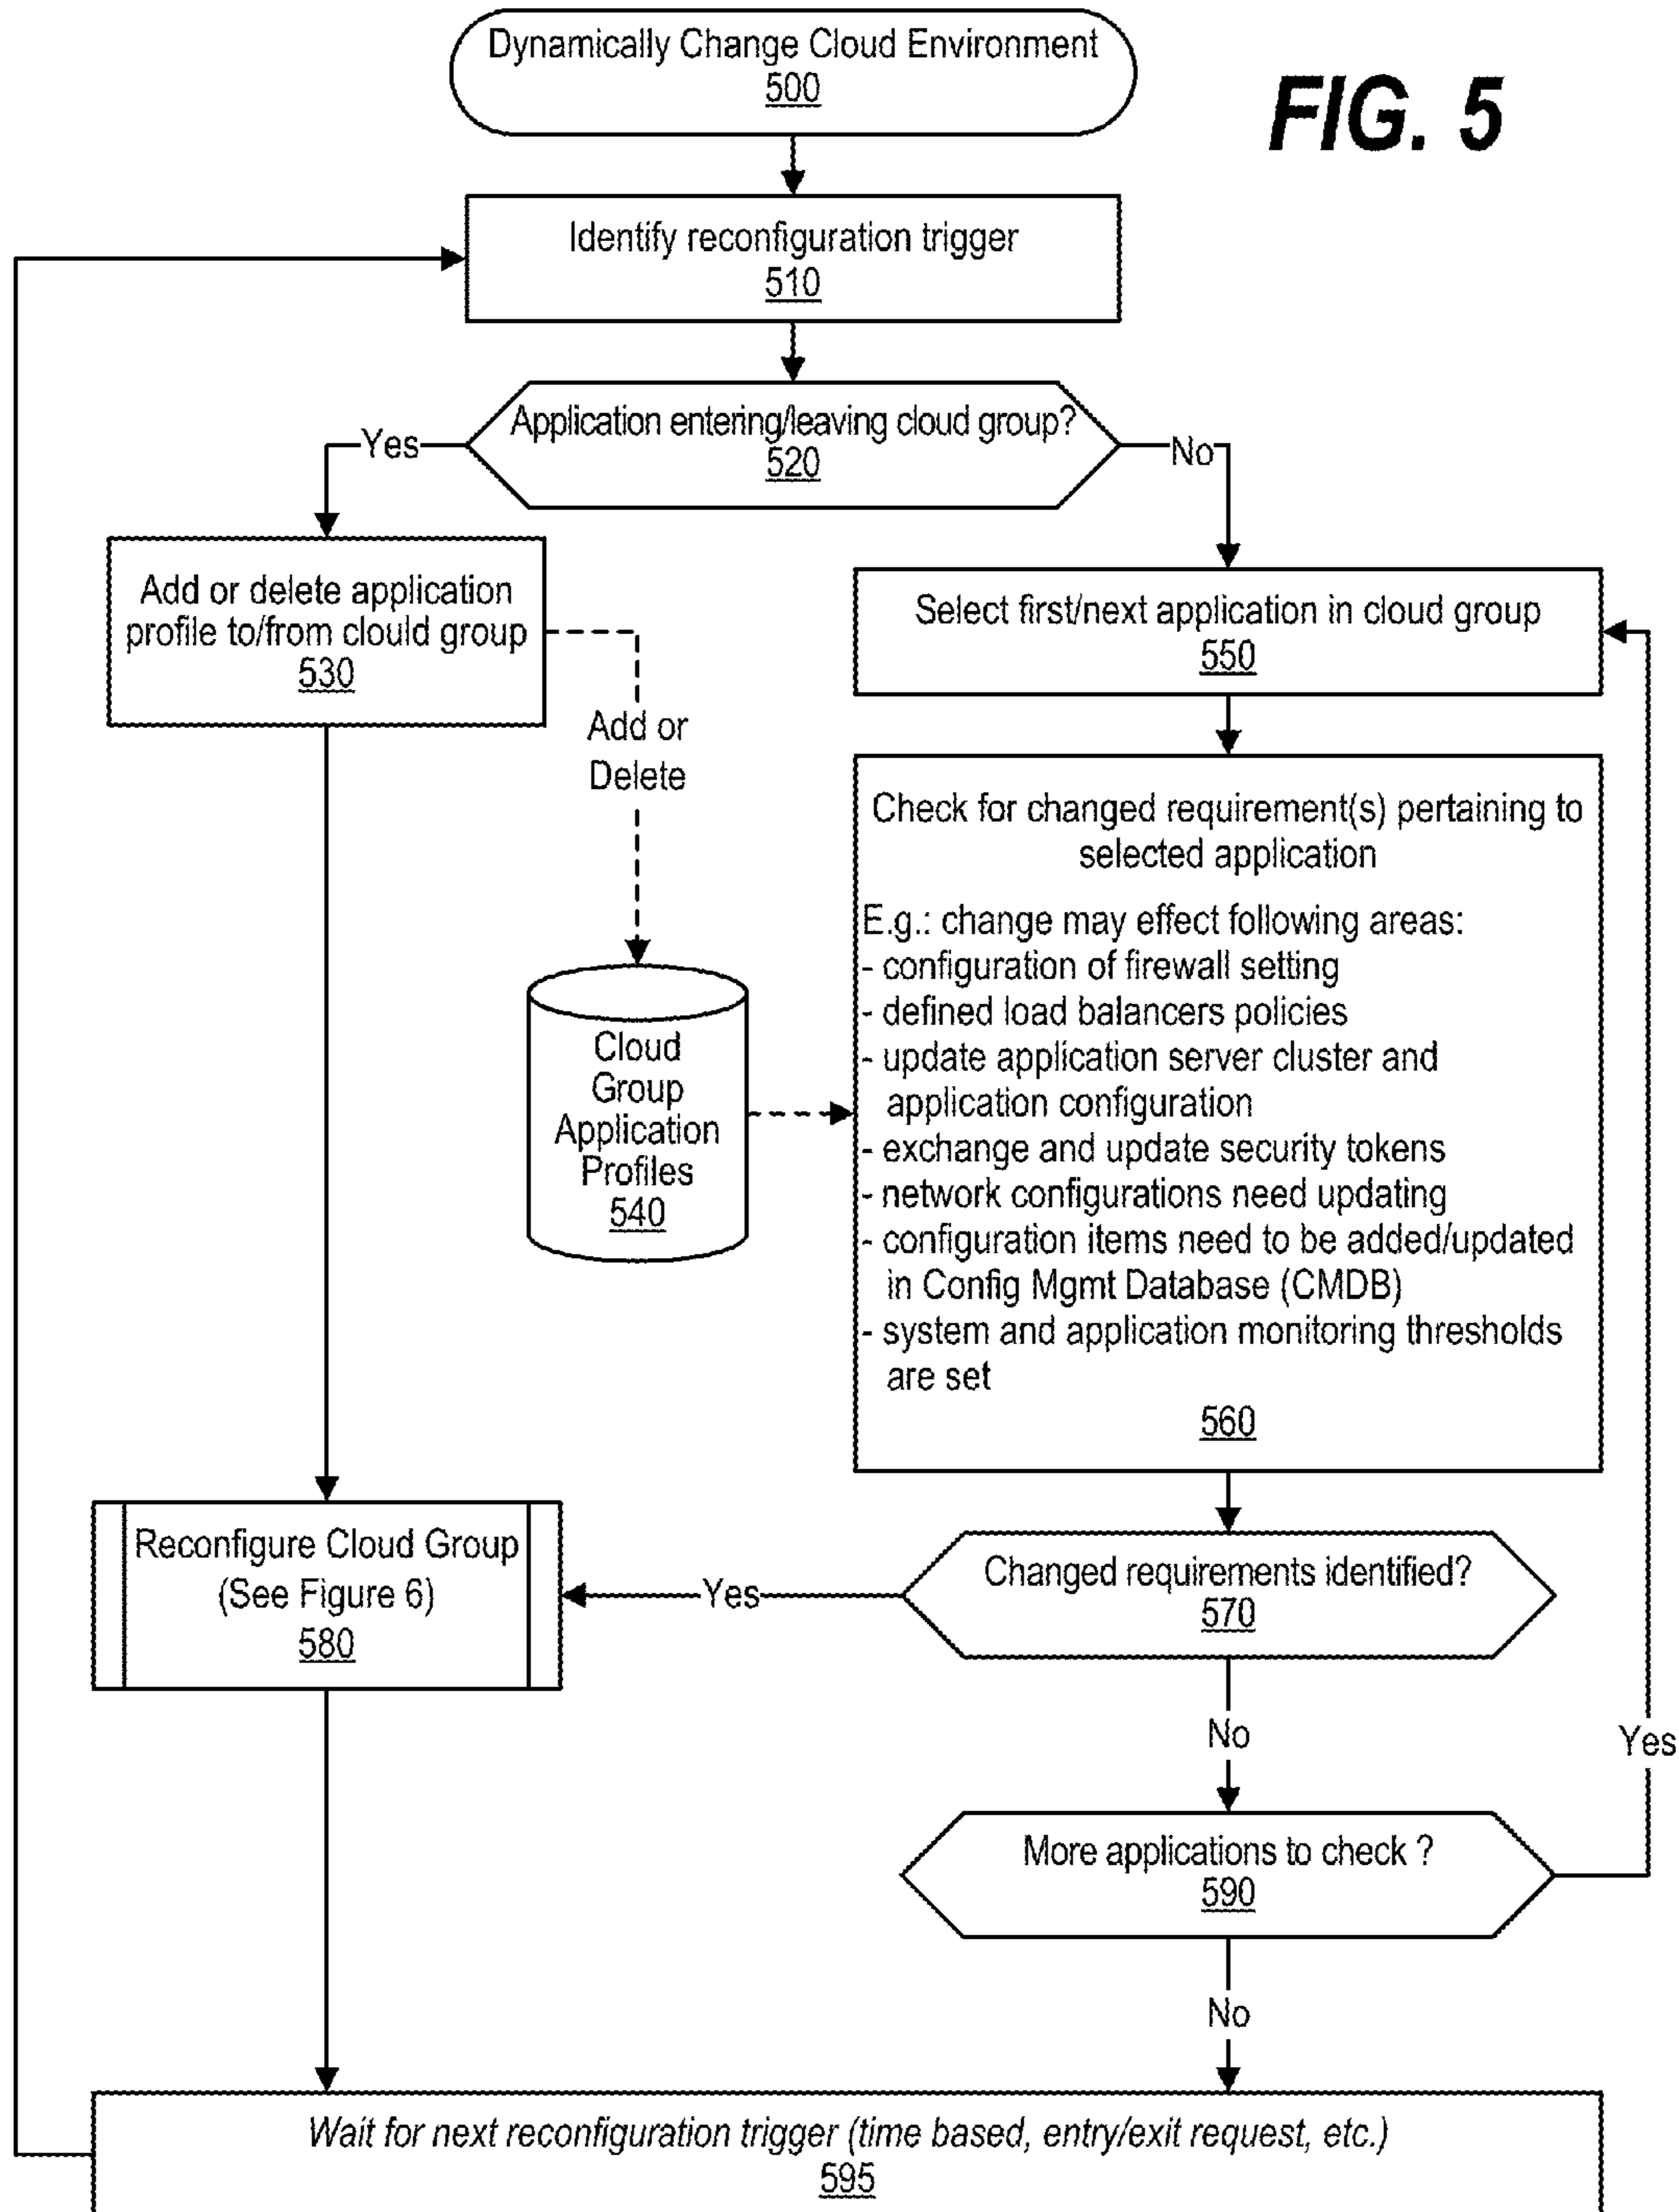 Dynamically Change Cloud Environment
500
FIG. 5
Identify reconfiguration trigger
510
Application entering/leaving cloud group?
520
Yes
No
Add or delete application
profile to/from clould group
530
Select first/next application in cloud group
550
Add or
Delete
Check for changed requirement(s) pertaining to
selected application
E.g.: change may effect following areas:
- configuration of firewall setting
- defined load balancers policies
- update application server cluster and
application configuration
- exchange and update security tokens
- network configurations need updating
- configuration items need to be added/updated
in Config Mgmt Database (CMDB)
- system and application monitoring thresholds
are set
560
Cloud
Group
Application
Profiles
540
Reconfigure Cloud Group
(See Figure 6)
580
Yes
Changed requirements identified?
570
No
Yes
More applications to check ?
590
No
Wait for next reconfiguration trigger (time based, entry/exit request, etc.)
595